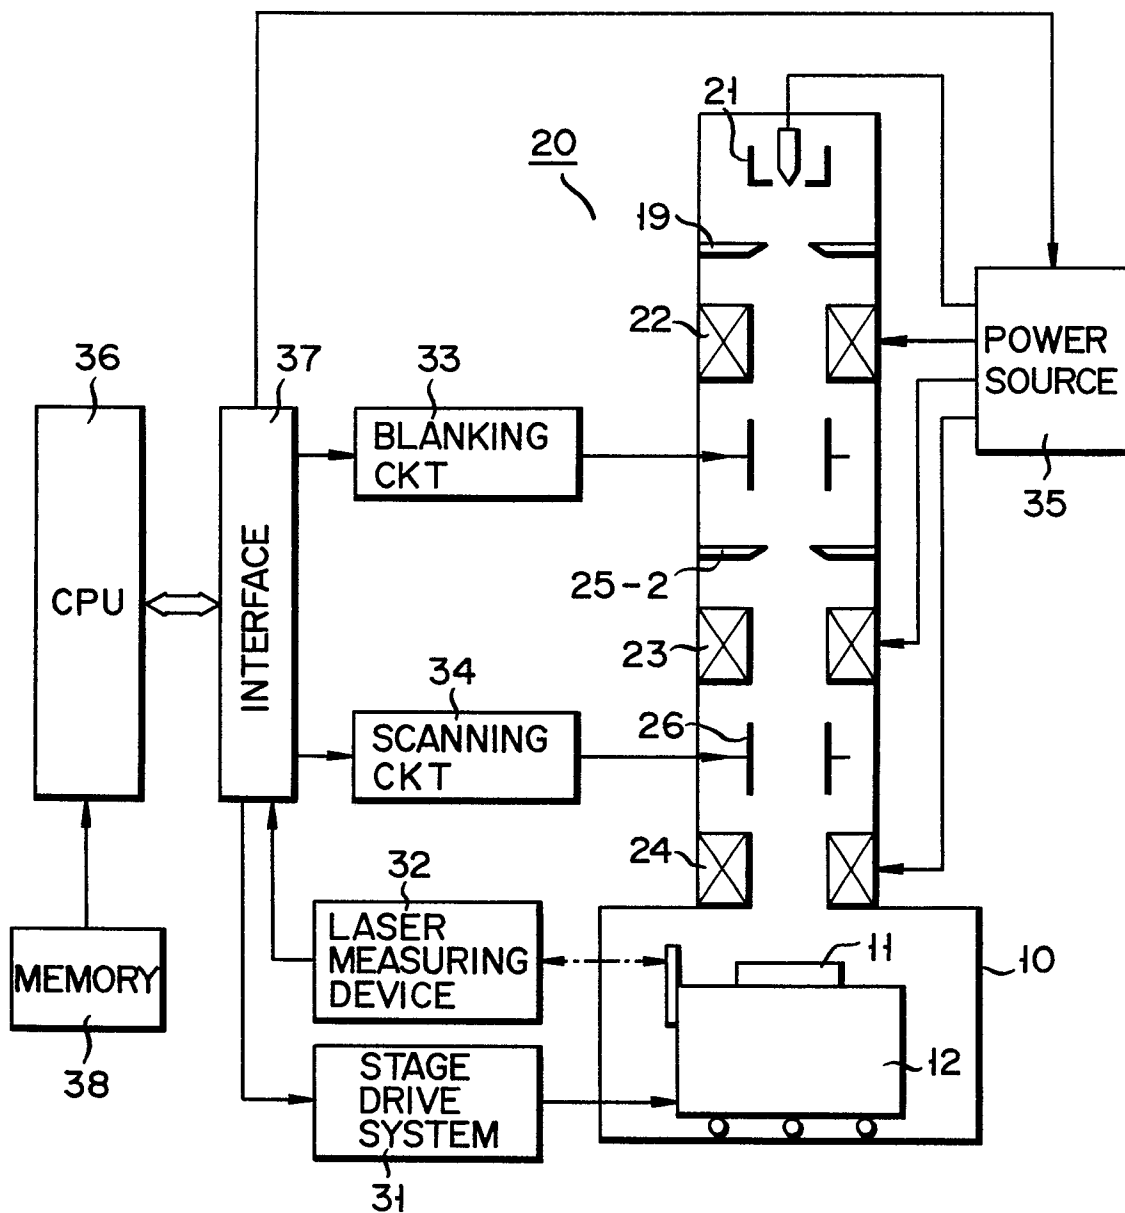 21
20
19
22
POWER
SOURCE
35
36
37
33
BLANKING
CKT
CPU
INTERFACE
25-2
23
34
SCANNING
CKT
26
24
32
LASER
MEASURING
DEVICE
11
10
MEMORY
38
12
STAGE
DRIVE
SYSTEM
31